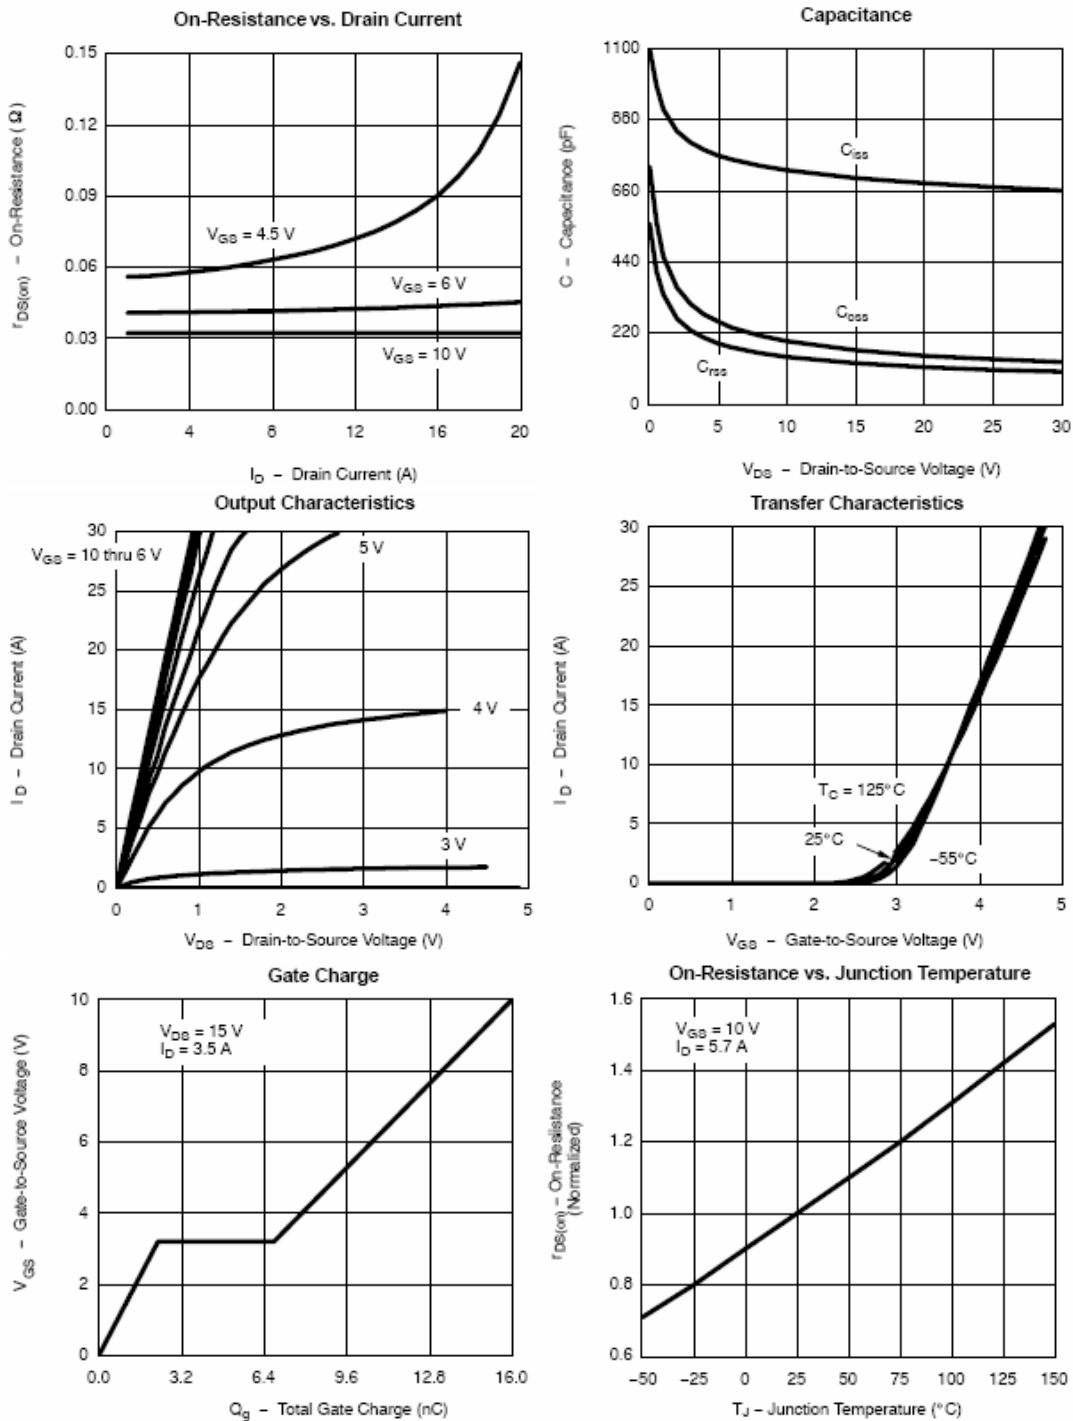 On-Resistance vs. Drain Current
r DS(on) – On-Resistance ( Ω )
0.15
0.12
0.09
0.06
0.03
0.00
VGS = 4.5 V
VGS = 6 V
VGS = 10 V
0 4 8 12 16 20
ID – Drain Current (A)
Capacitance
C – Capacitance (pF)
1100
880
660
440
220
0
Ciss
Coss
Crss
0 5 10 15 20 25 30
VDS – Drain-to-Source Voltage (V)
Output Characteristics
I D – Drain Current (A)
30
25
20
15
10
5
0
VGS = 10 thru 6 V
5 V
4 V
3 V
0 1 2 3 4 5
VDS – Drain-to-Source Voltage (V)
Transfer Characteristics
I D – Drain Current (A)
30
25
20
15
10
5
0
TC = 125°C
25°C
–55°C
0 1 2 3 4 5
VGS – Gate-to-Source Voltage (V)
Gate Charge
VGS – Gate-to-Source Voltage (V)
10
8
6
4
2
0
VDS = 15 V
ID = 3.5 A
0.0 3.2 6.4 9.6 12.8 16.0
Qg – Total Gate Charge (nC)
On-Resistance vs. Junction Temperature
r DS(on) – On-Resiistance
(Normalized)
1.6
1.4
1.2
1.0
0.8
0.6
VGS = 10 V
ID = 5.7 A
–50 –25 0 25 50 75 100 125 150
TJ – Junction Temperature (°C)